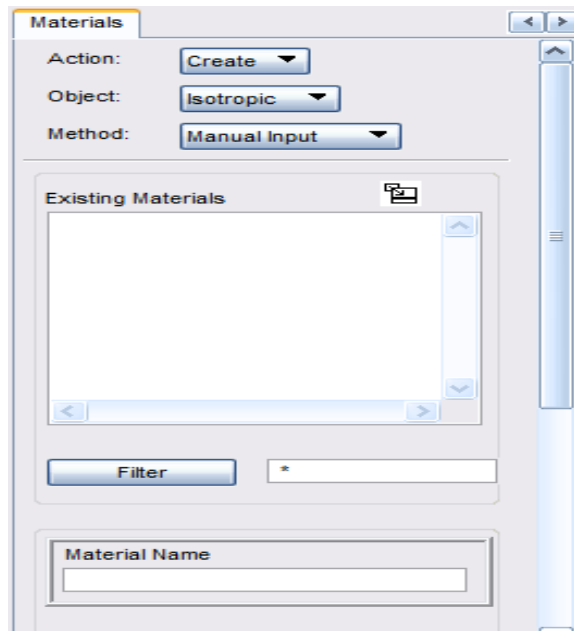 Materials
Action: Create
Object: Isotropic
Method: Manual Input
Existing Materials
Filter *
Material Name